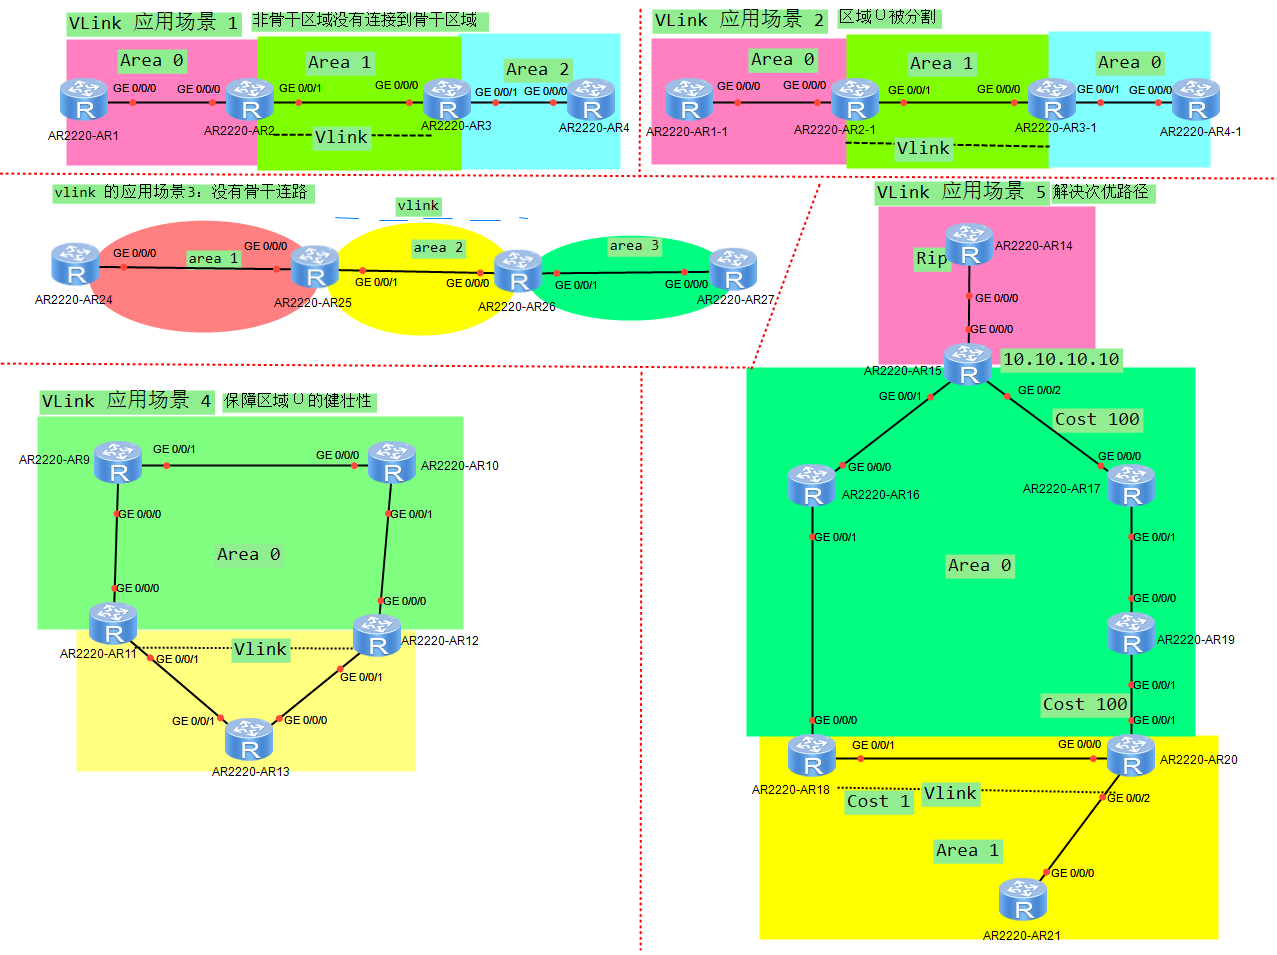 VLink 应用场景 1
非骨干区域没有连接到骨干区域
Area 0
Area 1
Area 2
GE 0/0/0
GE 0/0/0
GE 0/0/1
GE 0/0/0
GE 0/0/1
GE 0/0/0
AR2220-AR1
AR2220-AR2
AR2220-AR3
AR2220-AR4
Vlink
VLink 应用场景 2
区域0被分割
Area 0
Area 1
Area 0
GE 0/0/0
GE 0/0/0
GE 0/0/1
GE 0/0/0
GE 0/0/1
GE 0/0/0
AR2220-AR1-1
AR2220-AR2-1
AR2220-AR3-1
AR2220-AR4-1
Vlink
vlink 的应用场景3：没有骨干连路
vlink
area 1
area 2
area 3
GE 0/0/0
GE 0/0/0
GE 0/0/1
GE 0/0/0
GE 0/0/1
GE 0/0/0
AR2220-AR24
AR2220-AR25
AR2220-AR26
AR2220-AR27
VLink 应用场景 4
保障区域0的健壮性
AR2220-AR9
GE 0/0/1
GE 0/0/0
AR2220-AR10
GE 0/0/0
GE 0/0/1
Area 0
GE 0/0/0
GE 0/0/0
AR2220-AR11
Vlink
AR2220-AR12
GE 0/0/1
GE 0/0/1
GE 0/0/1
GE 0/0/0
AR2220-AR13
VLink 应用场景 5
解决次优路径
AR2220-AR14
Rip
GE 0/0/0
GE 0/0/0
10.10.10.10
AR2220-AR15
GE 0/0/1
GE 0/0/2
Cost 100
GE 0/0/0
GE 0/0/0
AR2220-AR16
AR2220-AR17
GE 0/0/1
GE 0/0/1
Area 0
GE 0/0/0
AR2220-AR19
GE 0/0/1
Cost 100
GE 0/0/0
GE 0/0/1
GE 0/0/1
GE 0/0/0
AR2220-AR18
AR2220-AR20
Cost 1
Vlink
GE 0/0/2
Area 1
GE 0/0/0
AR2220-AR21